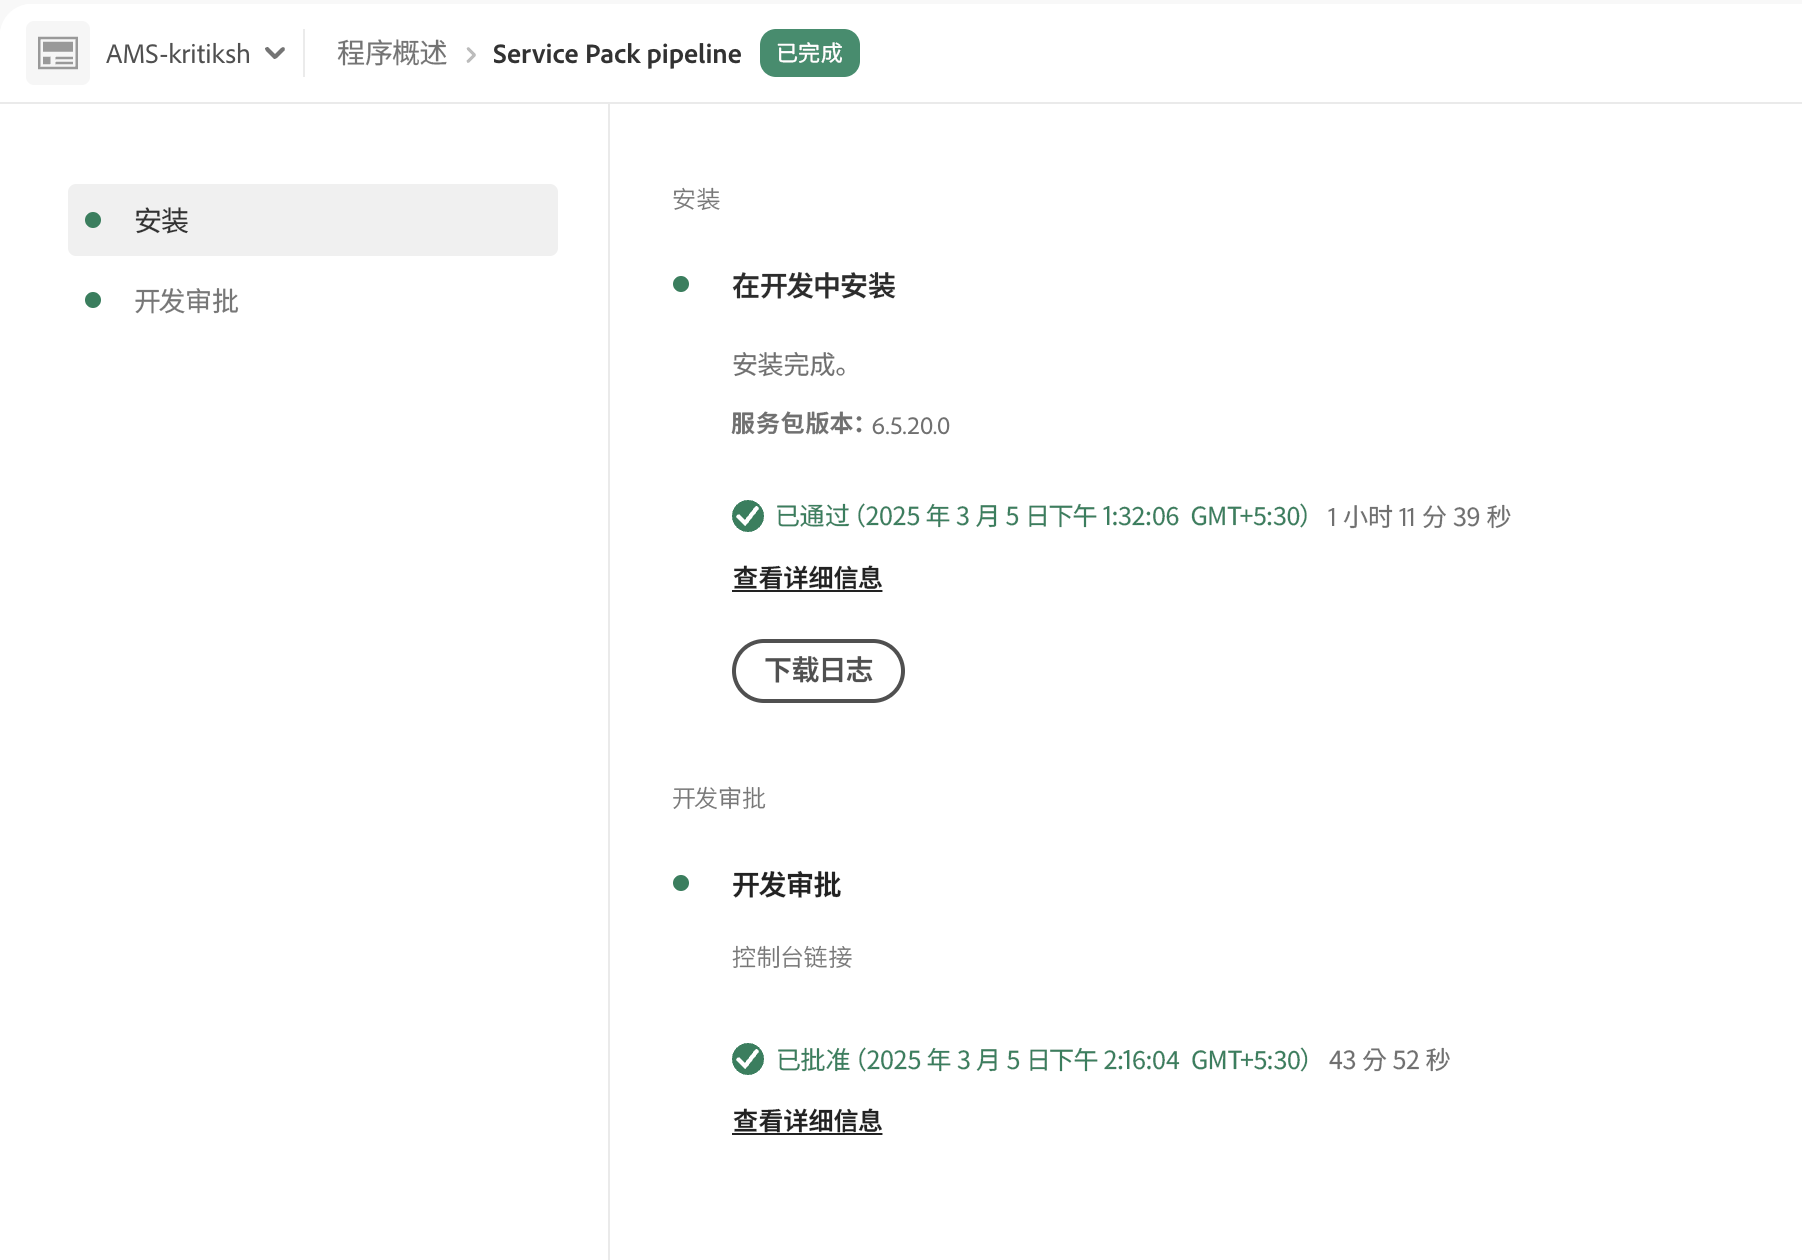 AMS-kritiksh 程序概述 Service Pack pipeline 已完成
安装
开发审批
安装
在开发中安装
安装完成。
服务包版本： 6.5.20.0
已通过（2025 年 3 月 5 日下午 1:32:06 GMT+5:30） 1 小时 11 分 39 秒
查看详细信息
下载日志
开发审批
开发审批
控制台链接
已批准（2025 年 3 月 5 日下午 2:16:04 GMT+5:30） 43 分 52 秒
查看详细信息